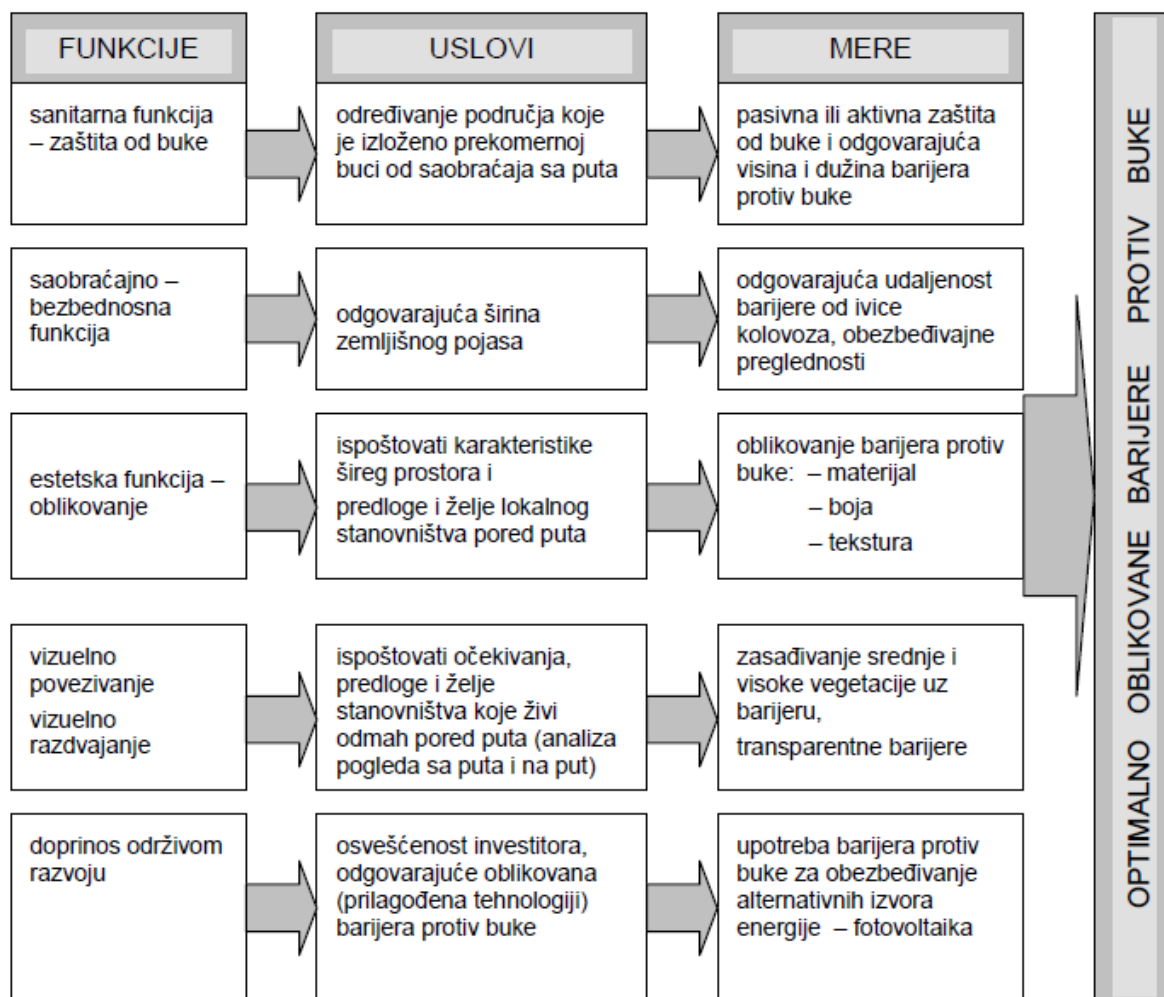 FUNKCIJE
USLOVI
MERE
sanitarna funkcija
– zaštita od buke
određivanje područja koje
je izloženo prekomernoj
buci od saobraćaja sa puta
pasivna ili aktivna zaštita
od buke i odgovarajuća
visina i dužina barijera
protiv buke
saobraćajno –
bezbednosna
funkcija
odgovarajuća širina
zemljišnog pojasa
odgovarajuća udaljenost
barijere od ivice
kolovoza, obezbeđivajne
preglednosti
estetska funkcija –
oblikovanje
ispoštovati karakteristike
šireg prostora i
predloge i želje lokalnog
stanovništva pored puta
oblikovanje barijera protiv
buke: – materijal
– boja
– tekstura
vizuelno
povezivanje
vizuelno
razdvajanje
ispoštovati očekivanja,
predloge i želje
stanovništva koje živi
odmah pored puta (analiza
pogleda sa puta i na put)
zasađivanje srednje i
visoke vegetacije uz
barijeru,
transparentne barijere
doprinos održivom
razvoju
osvešćenost investitora,
odgovarajuće oblikovana
(prilagođena tehnologiji)
barijera protiv buke
upotreba barijera protiv
buke za obezbeđivanje
alternativnih izvora
energije – fotovoltaika
OPTIMALNO OBLIKOVANE BARIJERE PROTIV BUKE